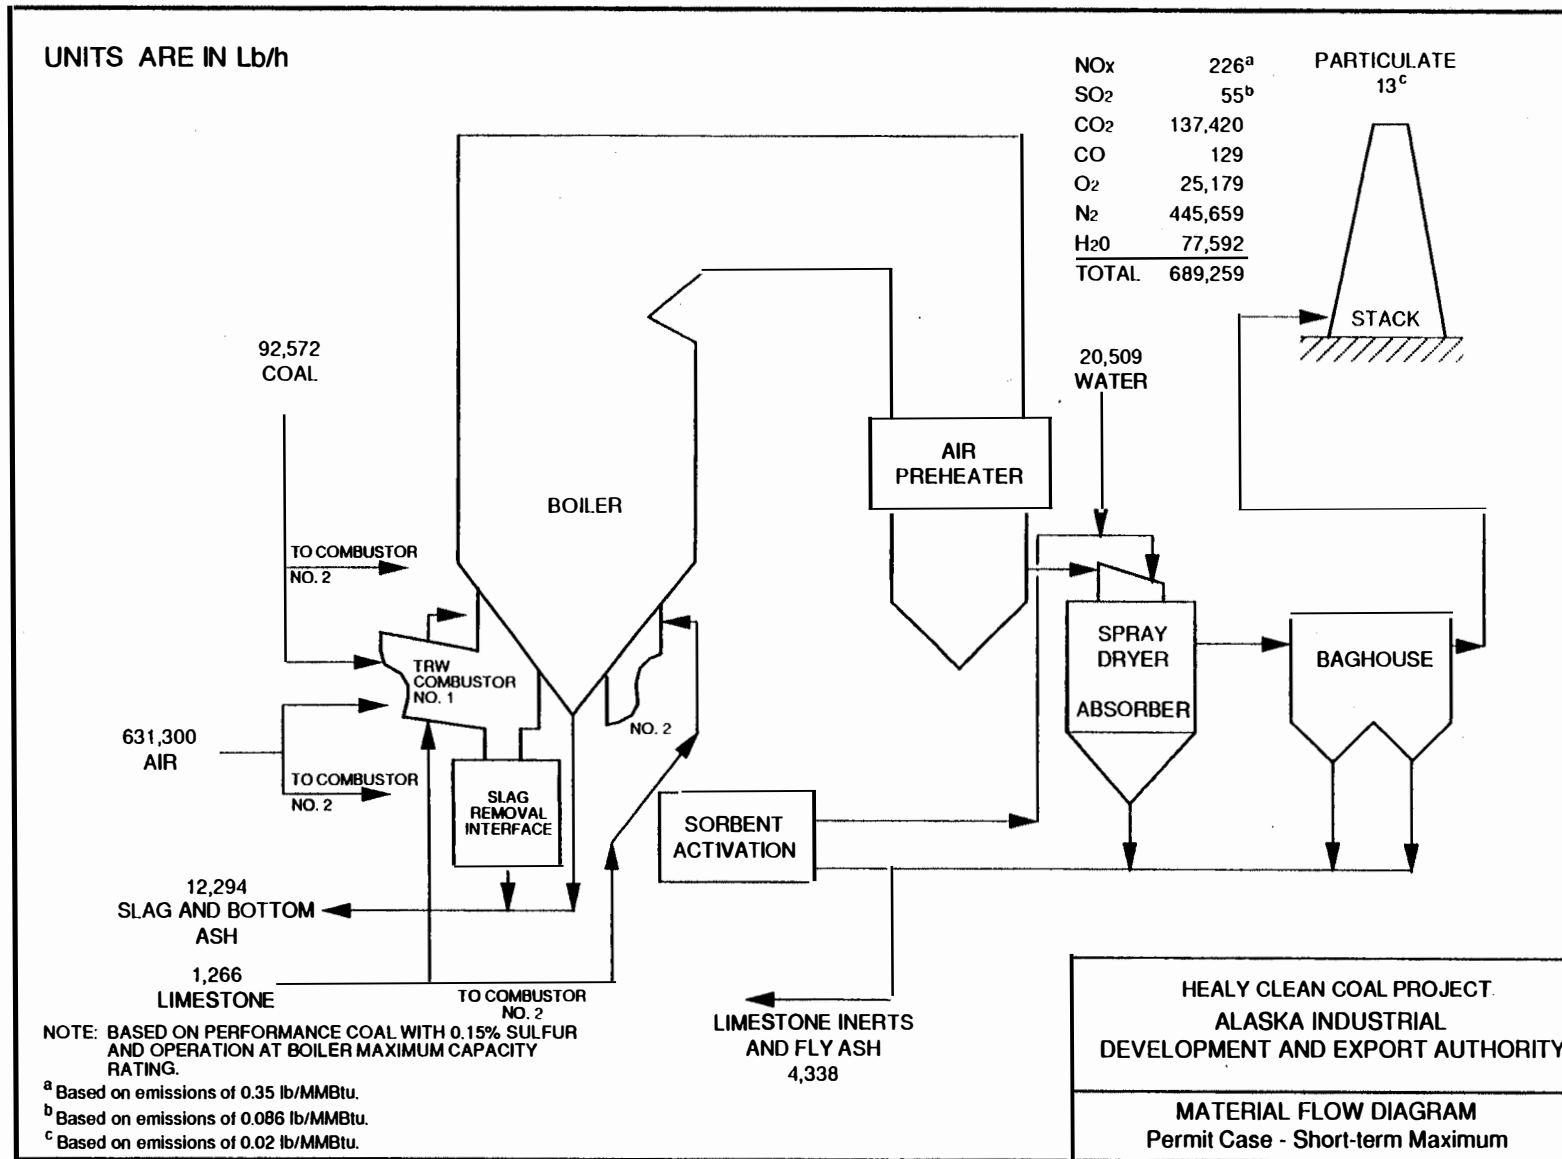 UNITS ARE IN Lb/h
NOx 226a
SO2 55b
CO2 137,420
CO 129
O2 25,179
N2 445,659
H20 77,592
TOTAL 689,259
PARTICULATE
13c
STACK
92,572
COAL
20,509
WATER
AIR
PREHEATER
BOILER
TO COMBUSTOR
NO. 2
TRW
COMBUSTOR
NO. 1
SPRAY
DRYER
ABSORBER
BAGHOUSE
NO. 2
631,300
AIR
TO COMBUSTOR
NO. 2
SLAG
REMOVAL
INTERFACE
SORBENT
ACTIVATION
12,294
SLAG AND BOTTOM
ASH
1,266
LIMESTONE
TO COMBUSTOR
NO. 2
LIMESTONE INERTS
AND FLY ASH
4,338
NOTE: BASED ON PERFORMANCE COAL WITH 0.15% SULFUR
AND OPERATION AT BOILER MAXIMUM CAPACITY
RATING.
a Based on emissions of 0.35 lb/MMBtu.
b Based on emissions of 0.086 lb/MMBtu.
c Based on emissions of 0.02 lb/MMBtu.
HEALY CLEAN COAL PROJECT
ALASKA INDUSTRIAL
DEVELOPMENT AND EXPORT AUTHORITY
MATERIAL FLOW DIAGRAM
Permit Case - Short-term Maximum